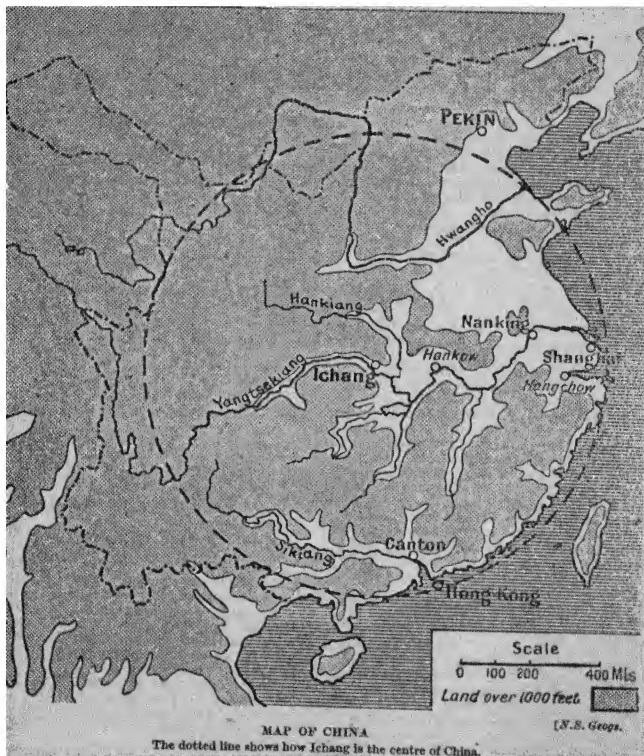 PEKIN
Hwangho
Hankiang
Nanking
Hankow
Shanghai
Yangtsekiang
Ichang
Hangchow
Sikiang
Canton
Hong Kong
Scale
0 100 200 400 Mls
Land over 1000 feet
[N.S. Geogs.
MAP OF CHINA
The dotted line shows how Ichang is the centre of China.